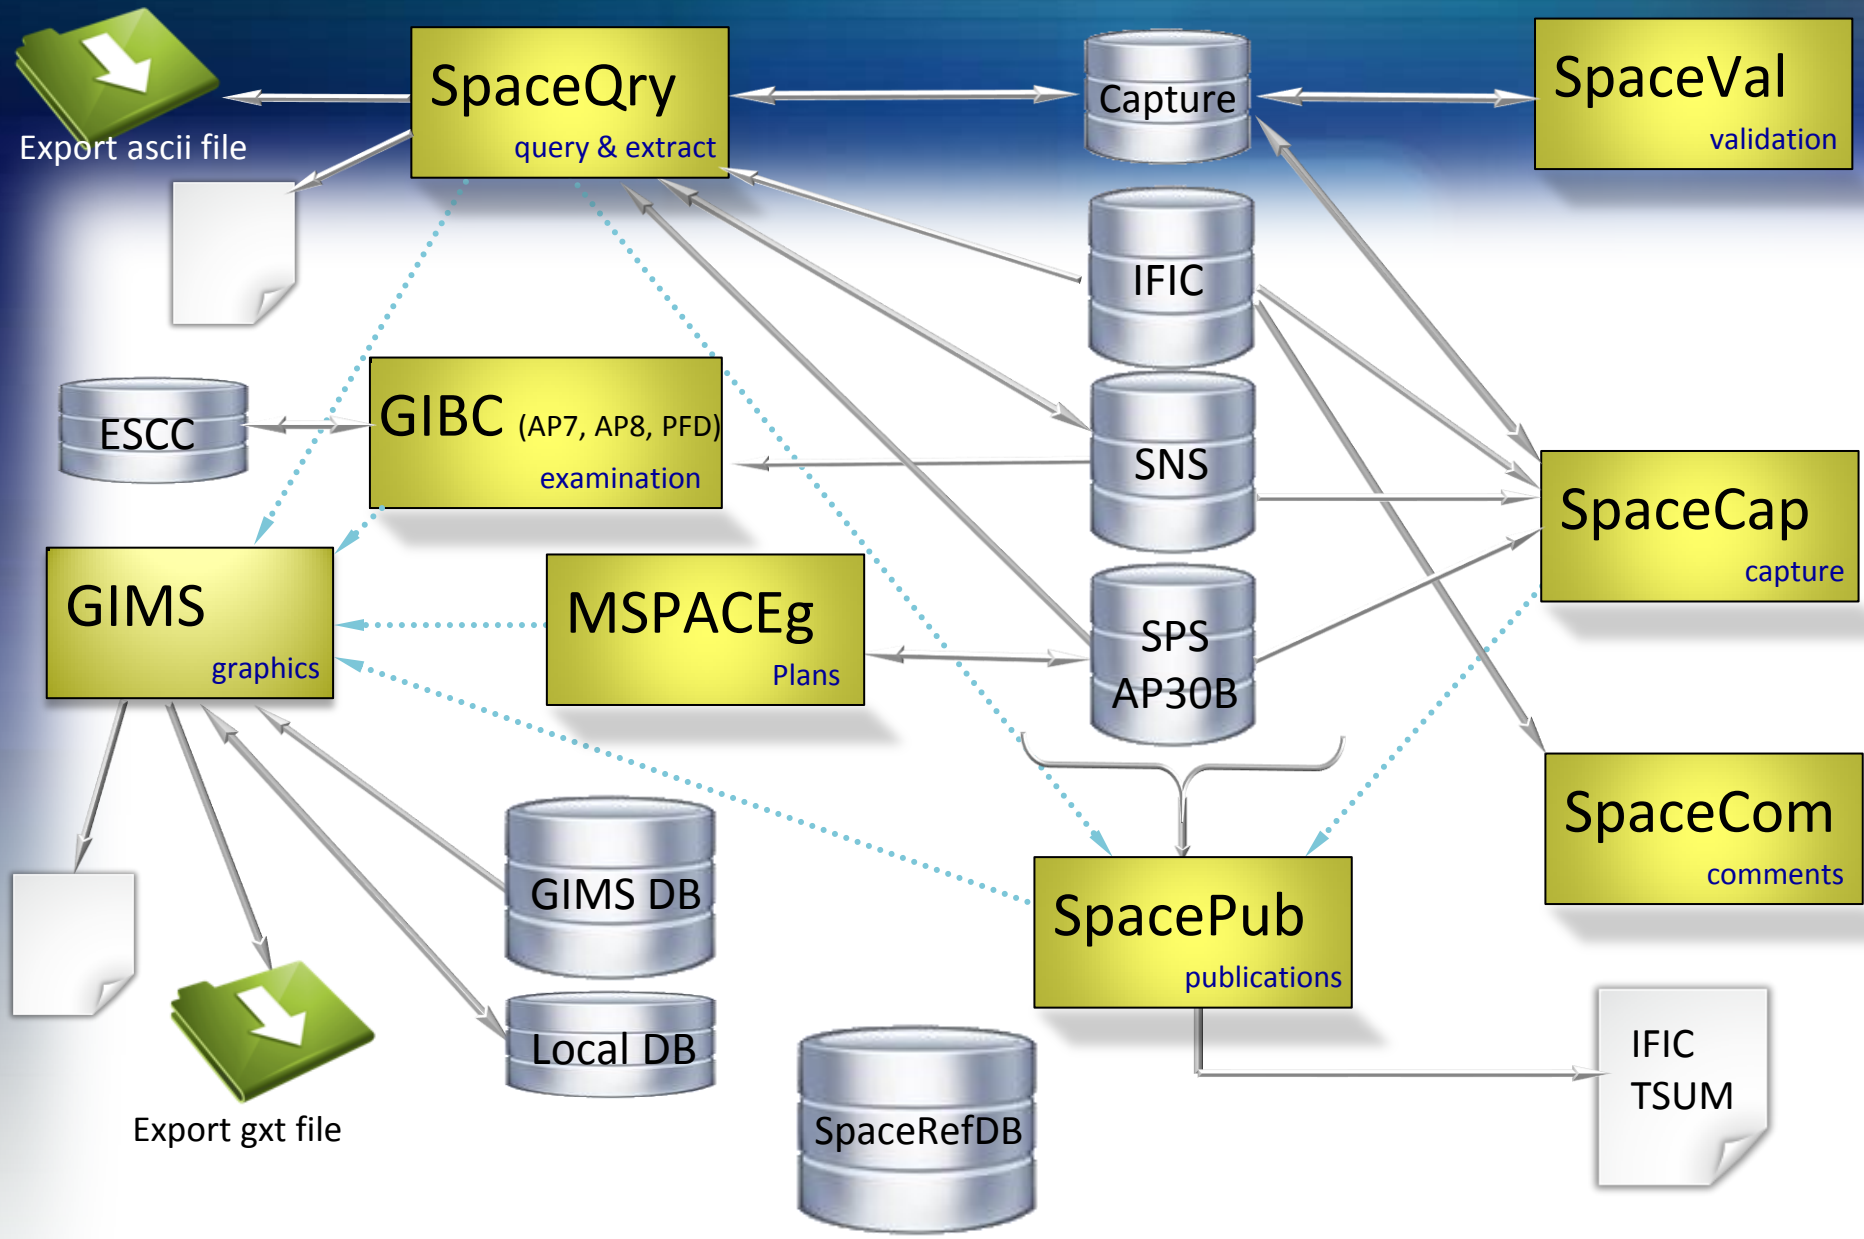 SpaceQry
query & extract
Capture
SpaceVal
validation
Export ascii file
IFIC
ESCC
GIBC (AP7, AP8, PFD)
examination
SNS
SpaceCap
capture
GIMS
graphics
MSPACEg
Plans
SPS
AP30B
SpaceCom
comments
GIMS DB
SpacePub
publications
Local DB
IFIC
TSUM
Export gxt file
SpaceRefDB